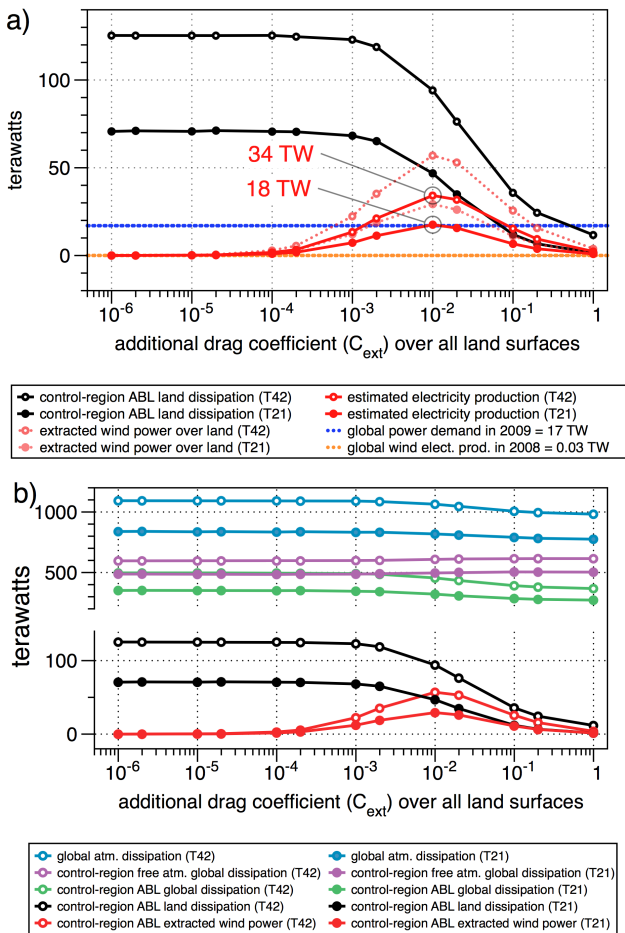 a)
100
50
0
terawatts
34 TW
18 TW
10⁻⁶ 10⁻⁵ 10⁻⁴ 10⁻³ 10⁻² 10⁻¹ 1
additional drag coefficient (C_ext) over all land surfaces
control-region ABL land dissipation (T42) estimated electricity production (T42)
control-region ABL land dissipation (T21) estimated electricity production (T21)
extracted wind power over land (T42) global power demand in 2009 = 17 TW
extracted wind power over land (T21) global wind elect. prod. in 2008 = 0.03 TW
b)
1000
500
terawatts
100
0
10⁻⁶ 10⁻⁵ 10⁻⁴ 10⁻³ 10⁻² 10⁻¹ 1
additional drag coefficient (C_ext) over all land surfaces
global atm. dissipation (T42) global atm. dissipation (T21)
control-region free atm. global dissipation (T42) control-region free atm. global dissipation (T21)
control-region ABL global dissipation (T42) control-region ABL global dissipation (T21)
control-region ABL land dissipation (T42) control-region ABL land dissipation (T21)
control-region ABL extracted wind power (T42) control-region ABL extracted wind power (T21)